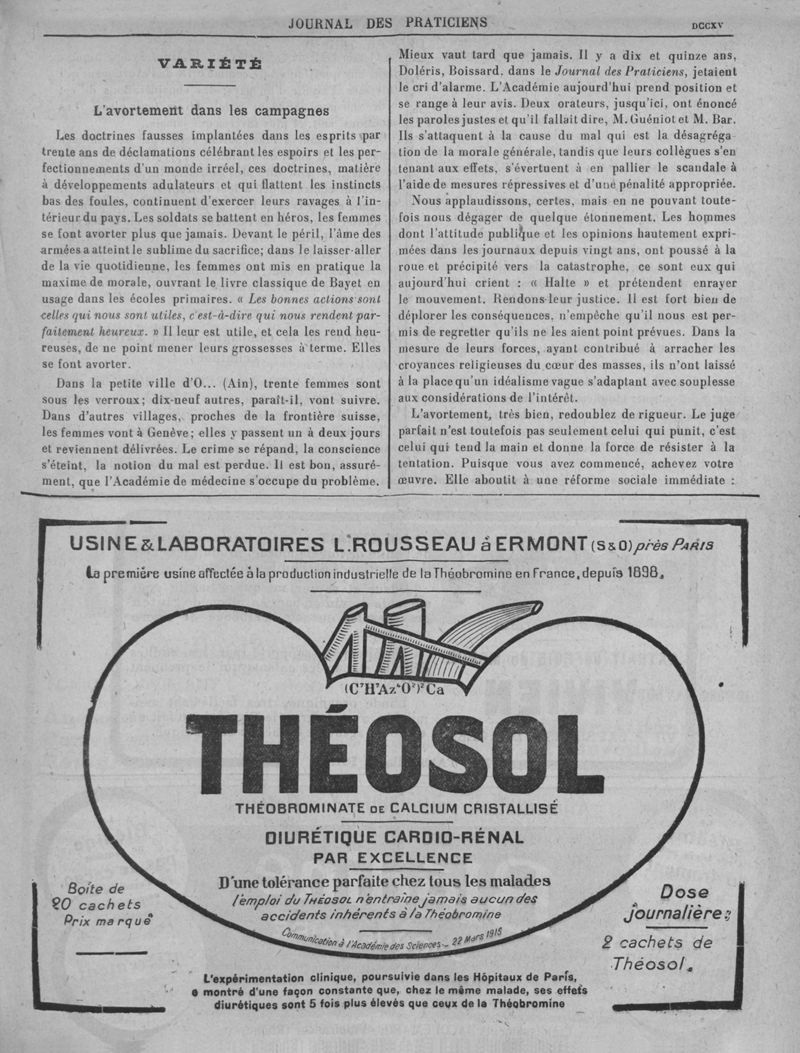 JOURNAL DES PRATICIENS
DCCXV
VARIÉTÉ
L'avortement dans les campagnes
Les doctrines fausses implantées dans les esprits par
trente ans de déclamations célébrant les espoirs et les per-
fectionnements d'un monde irréel, ces doctrines, matière
à développements adulateurs et qui flattent les instincts
bas des foules, continuent d'exercer leurs ravages à l'in-
térieur du pays. Les soldats se battent en héros, les femmes
se font avorter plus que jamais. Devant le péril, l'âme des
armées a atteint le sublime du sacrifice; dans le laisser-aller
de la vie quotidienne, les femmes ont mis en pratique la
maxime de morale, ouvrant le livre classique de Bayet en
usage dans les écoles primaires. « Les bonnes actions sont
celles qui nous sont utiles, c'est-à-dire qui nous rendent par-
faitement heureux. » Il leur est utile, et cela les rend heu-
reuses, de ne point mener leurs grossesses à terme. Elles
se font avorter.
Dans la petite ville d'O... (Ain), trente femmes sont
sous les verroux; dix-neuf autres, paraît-il, vont suivre.
Dans d'autres villages, proches de la frontière suisse,
les femmes vont à Genève; elles y passent un à deux jours
et reviennent délivrées. Le crime se répand, la conscience
s'éteint, la notion du mal est perdue. Il est bon, assuré-
ment, que l'Académie de médecine s'occupe du problème.
Mieux vaut tard que jamais. Il y a dix et quinze ans,
Doléris, Boissard, dans le Journal des Praticiens, jetaient
le cri d'alarme. L'Académie aujourd'hui prend position et
se range à leur avis. Deux orateurs, jusqu'ici, ont énoncé
les paroles justes et qu'il fallait dire, M. Guéniot et M. Bar.
Ils s'attaquent à la cause du mal qui est la désagréga
tion de la morale générale, tandis que leurs collègues s'en
tenant aux effets, s'évertuent à en pallier le scandale à
l'aide de mesures répressives et d'une pénalité appropriée.
Nous applaudissons, certes, mais en ne pouvant toute-
fois nous dégager de quelque étonnement. Les hommes
dont l'attitude publique et les opinions hautement expri-
mées dans les journaux depuis vingt ans, ont poussé à la
roue et précipité vers la catastrophe, ce sont eux qui
aujourd'hui crient : « Halte » et prétendent enrayer
le mouvement. Rendons-leur justice. Il est fort bien de
déplorer les conséquences, n'empêche qu'il nous est per-
mis de regretter qu'ils ne les aient point prévues. Dans la
mesure de leurs forces, ayant contribué à arracher les
croyances religieuses du cœur des masses, ils n'ont laissé
à la place qu'un idéalisme vague s'adaptant avec souplesse
aux considérations de l'intérêt.
L'avortement, très bien, redoublez de rigueur. Le juge
parfait n'est toutefois pas seulement celui qui punit, c'est
celui qui tend la main et donne la force de résister à la
tentation. Puisque vous avez commencé, achevez votre
œuvre. Elle aboutit à une réforme sociale immédiate :
USINE & LABORATOIRES L. ROUSSEAU à ERMONT (S&O) près PARIS
La première usine affectée à la production industrielle de la Théobromine en France, depuis 1898.
(C⁷H⁷Az⁴O²)²Ca
THÉOSOL
THÉOBROMINATE DE CALCIUM CRISTALLISÉ
DIURÉTIQUE CARDIO-RÉNAL
PAR EXCELLENCE
D'une tolérance parfaite chez tous les malades
l'emploi du THÉOSOL n'entraine jamais aucun des
accidents inhérents à la Théobromine
Communication à l'Académie des Sciences - 22 Mars 1915
Boîte de
20 cachets
Prix marqué
Dose
journalière:
2 cachets de
Théosol.
L'expérimentation clinique, poursuivie dans les Hôpitaux de Paris,
a montré d'une façon constante que, chez le même malade, ses effets
diurétiques sont 5 fois plus élevés que ceux de la Théobromine